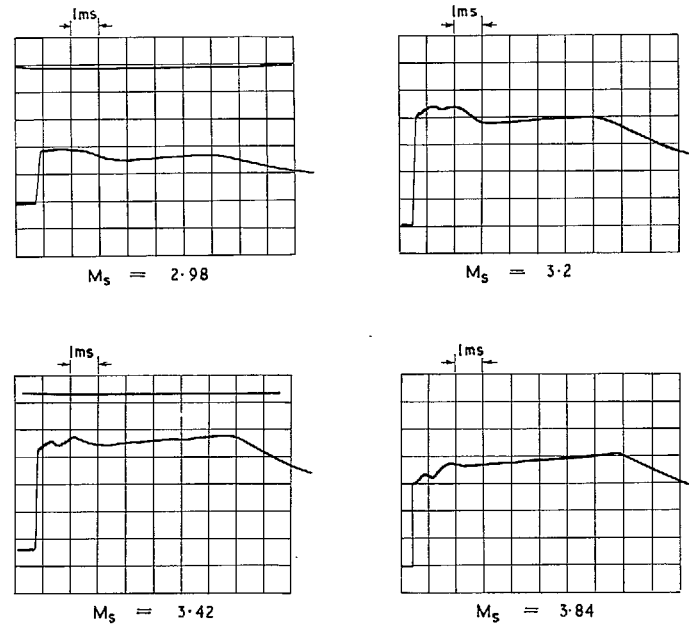 1ms
1ms
Ms = 2·98
Ms = 3·2
1ms
1ms
Ms = 3·42
Ms = 3·84